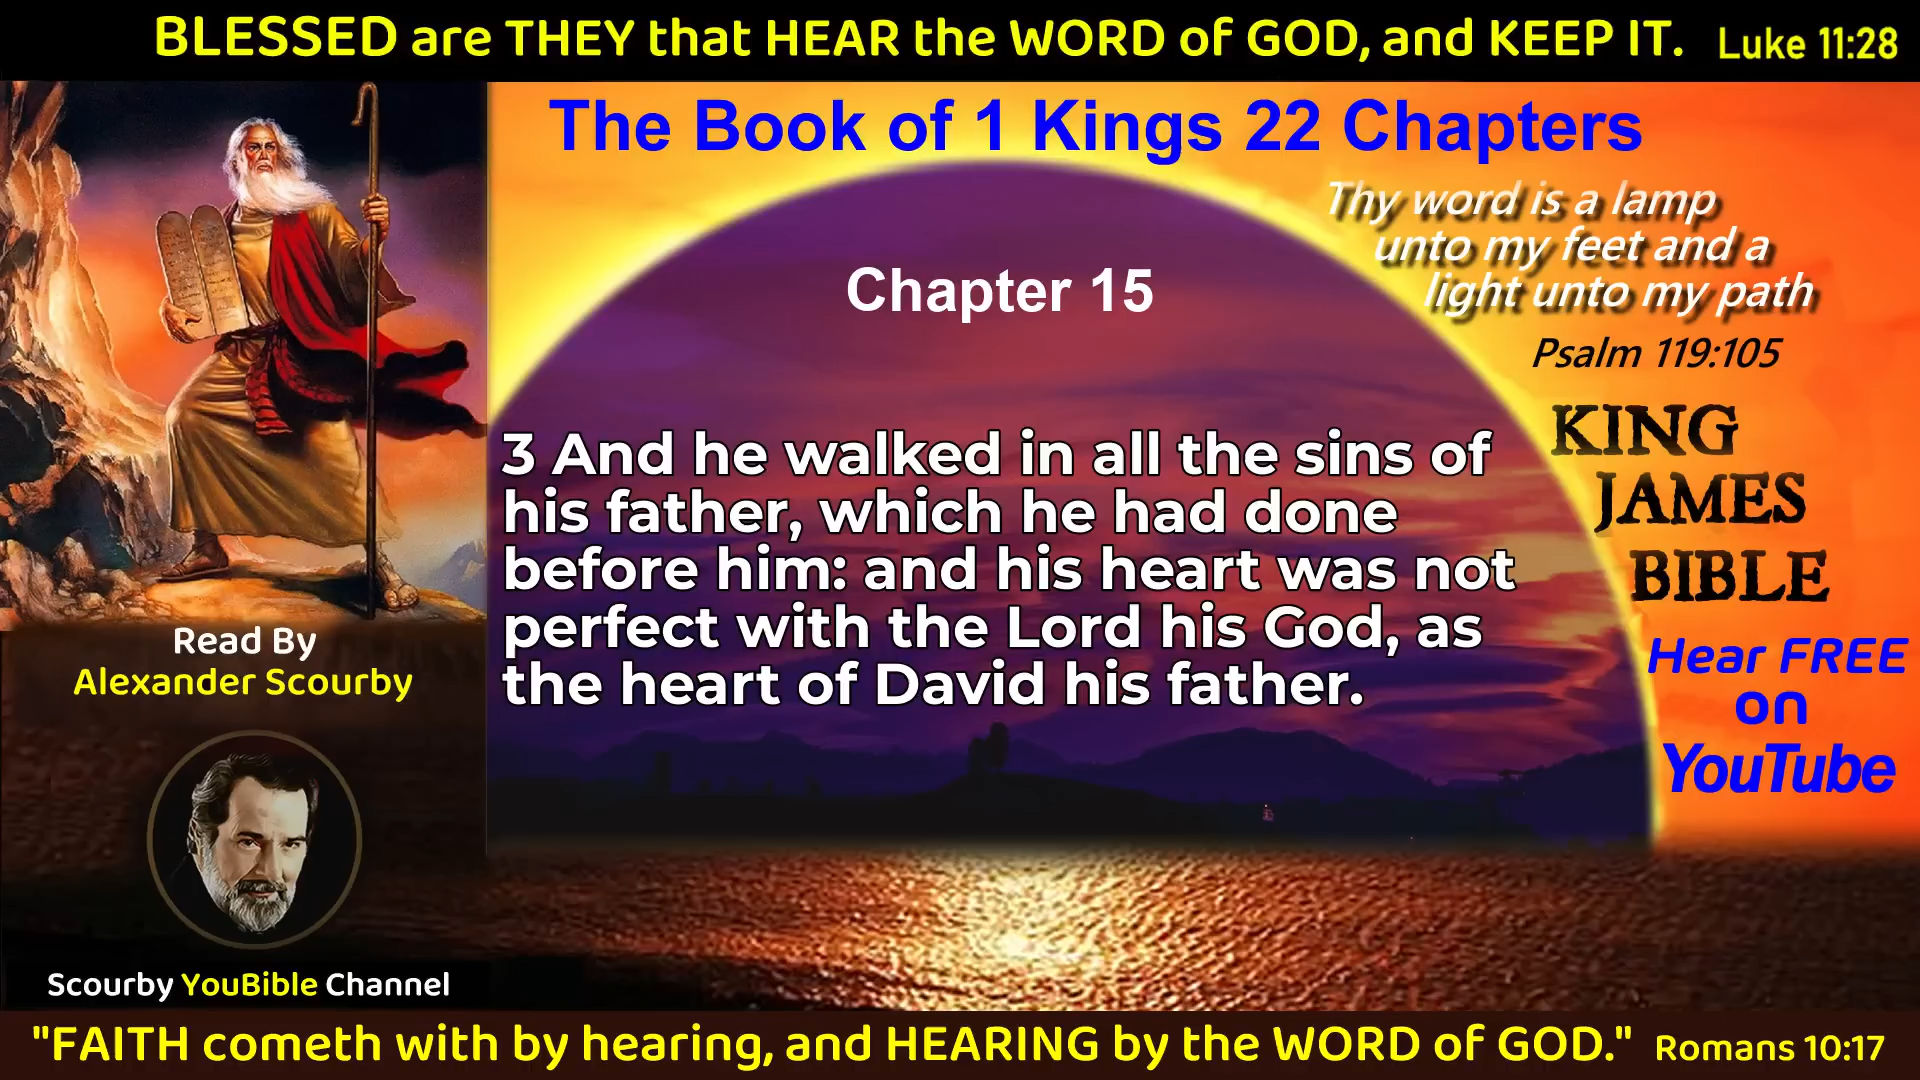 BLESSED are THEY that HEAR the WORD of GOD, and KEEP IT. Luke 11:28
The Book of 1 Kings 22 Chapters
Thy word is a lamp
unto my feet and a
light unto my path
Psalm 119:105
Chapter 15
3 And he walked in all the sins of
his father, which he had done
before him: and his heart was not
perfect with the Lord his God, as
the heart of David his father.
KING
JAMES
BIBLE
Hear FREE
on
YouTube
Read By
Alexander Scourby
Scourby YouBible Channel
"FAITH cometh with by hearing, and HEARING by the WORD of GOD." Romans 10:17